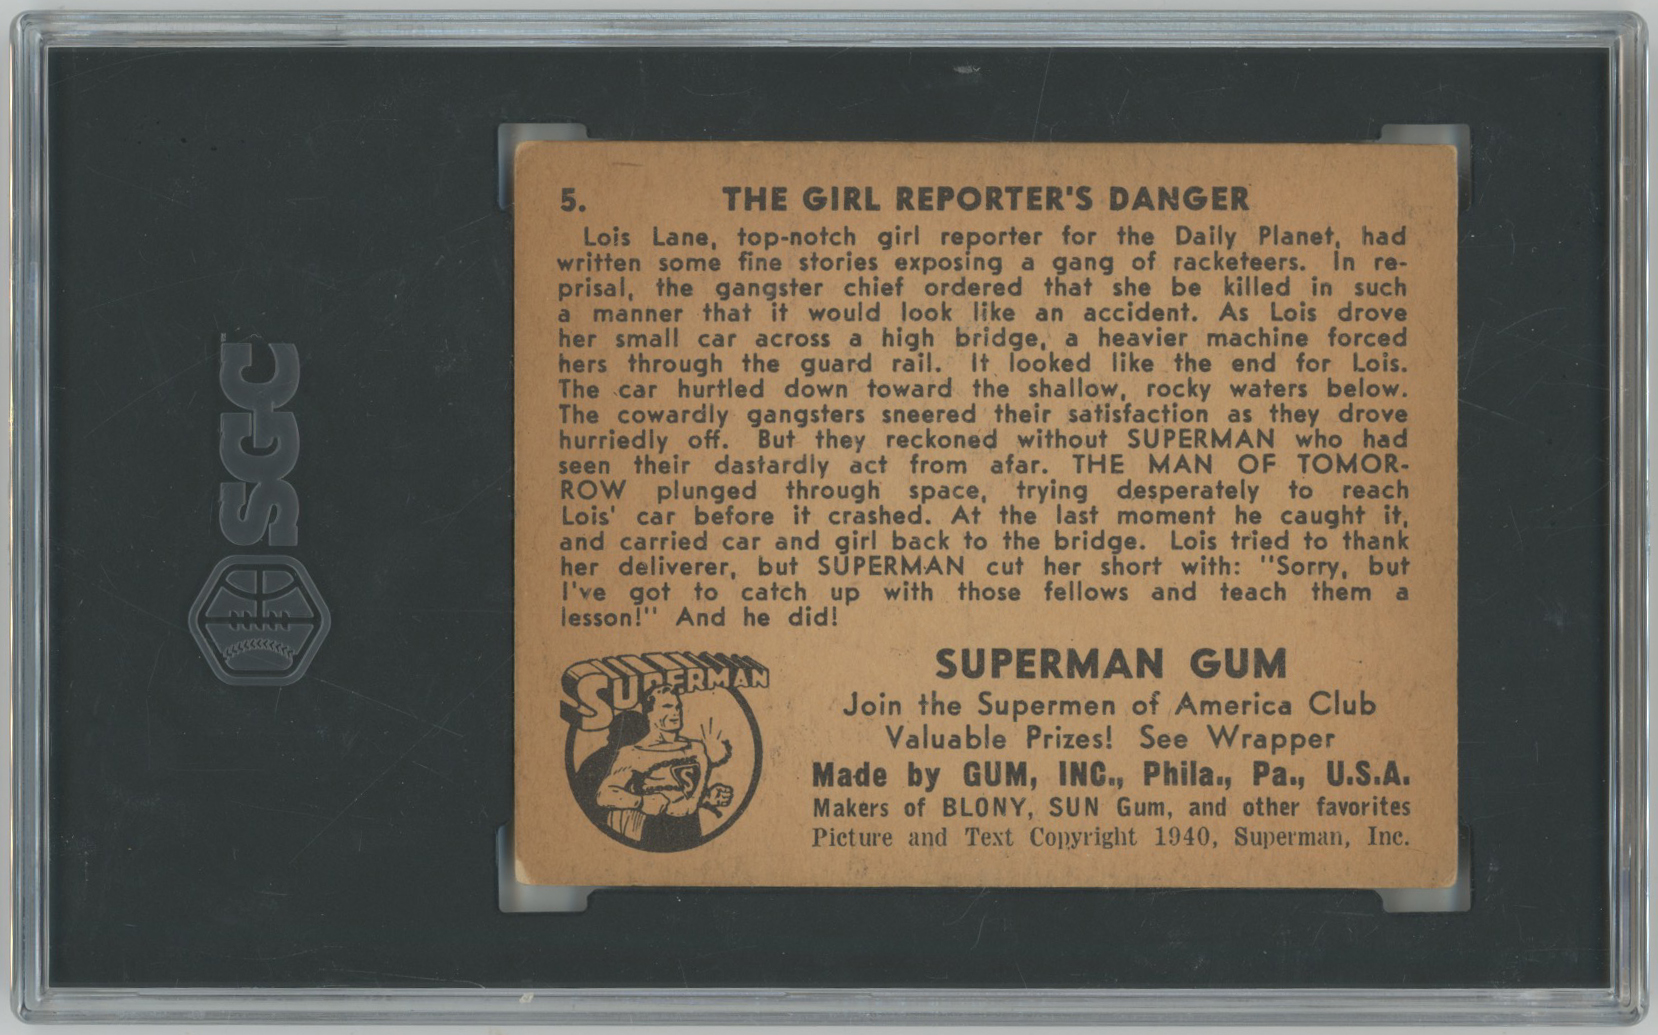 SGC
5. THE GIRL REPORTER'S DANGER
Lois Lane, top-notch girl reporter for the Daily Planet, had
written some fine stories exposing a gang of racketeers. In re-
prisal, the gangster chief ordered that she be killed in such
a manner that it would look like an accident. As Lois drove
her small car across a high bridge, a heavier machine forced
hers through the guard rail. It looked like the end for Lois.
The car hurtled down toward the shallow, rocky waters below.
The cowardly gangsters sneered their satisfaction as they drove
hurriedly off. But they reckoned without SUPERMAN who had
seen their dastardly act from afar. THE MAN OF TOMOR-
ROW plunged through space, trying desperately to reach
Lois' car before it crashed. At the last moment he caught it,
and carried car and girl back to the bridge. Lois tried to thank
her deliverer, but SUPERMAN cut her short with: "Sorry, but
I've got to catch up with those fellows and teach them a
lesson!" And he did!
SUPERMAN
S
SUPERMAN GUM
Join the Supermen of America Club
Valuable Prizes! See Wrapper
Made by GUM, INC., Phila., Pa., U.S.A.
Makers of BLONY, SUN Gum, and other favorites
Picture and Text Copyright 1940, Superman, Inc.